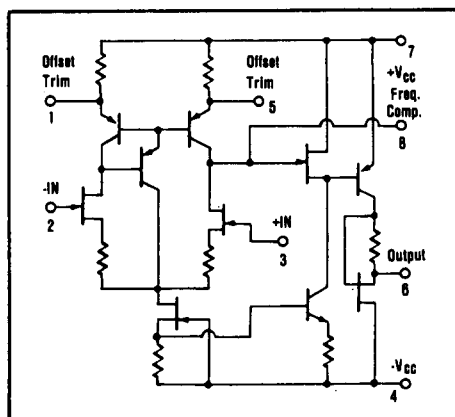 Offset
Trim
1
Offset
Trim
5
7
+VCC
Freq.
Comp.
8
-IN
2
+IN
3
Output
6
-VCC
4